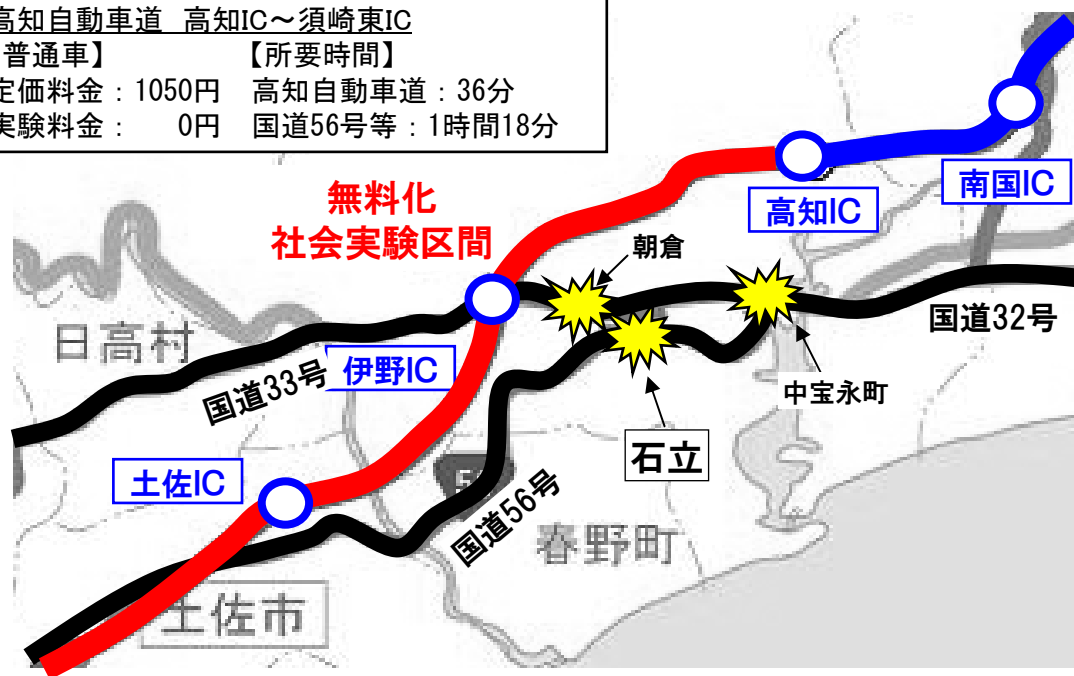 高知自動車道 高知IC～須崎東IC
普通車】 【所要時間】
定価料金：1050円 高知自動車道：36分
実験料金： 0円 国道56号等：1時間18分
無料化
社会実験区間
高知IC
南国IC
朝倉
日高村
国道33号
伊野IC
国道32号
中宝永町
石立
土佐IC
国道56号
春野町
土佐市